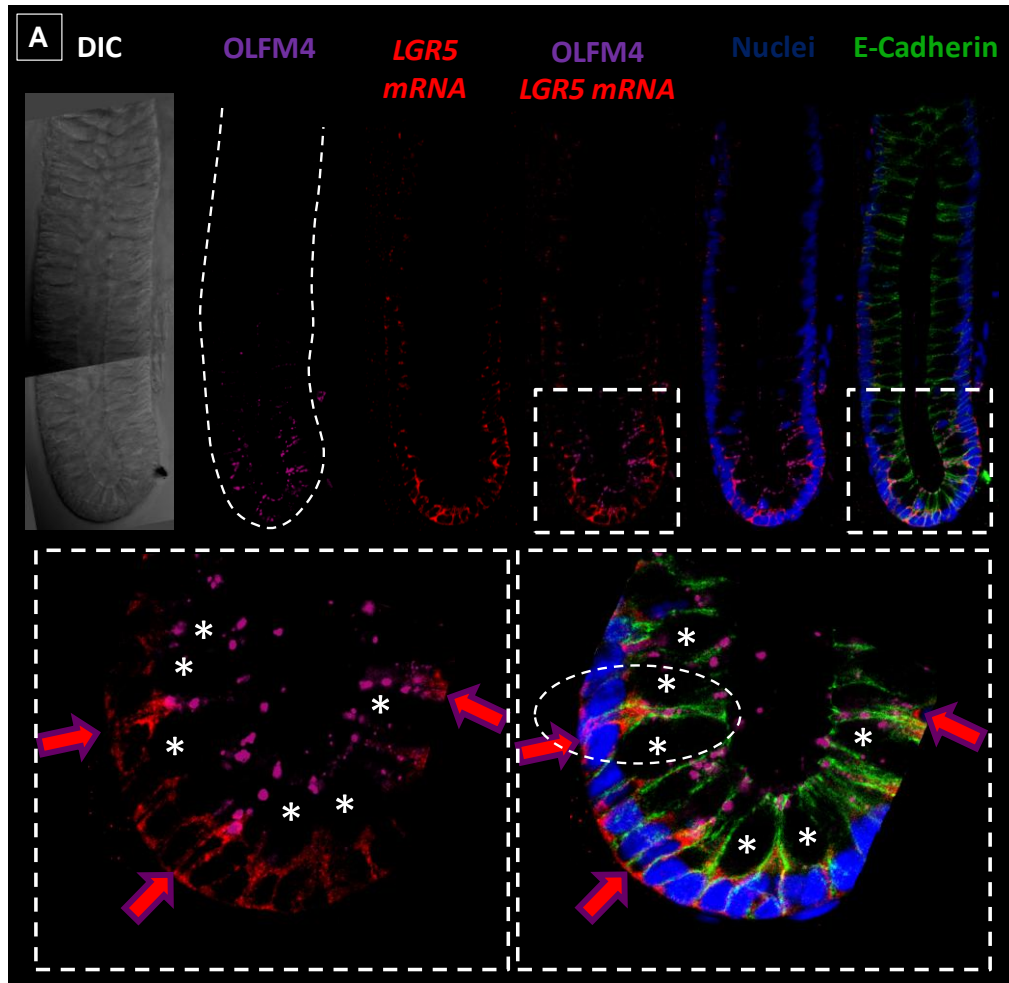 A
DIC
OLFM4
LGR5
mRNA
OLFM4
LGR5 mRNA
Nuclei
E-Cadherin
*
*
*
*
*
*
*
*
*
*
*
*